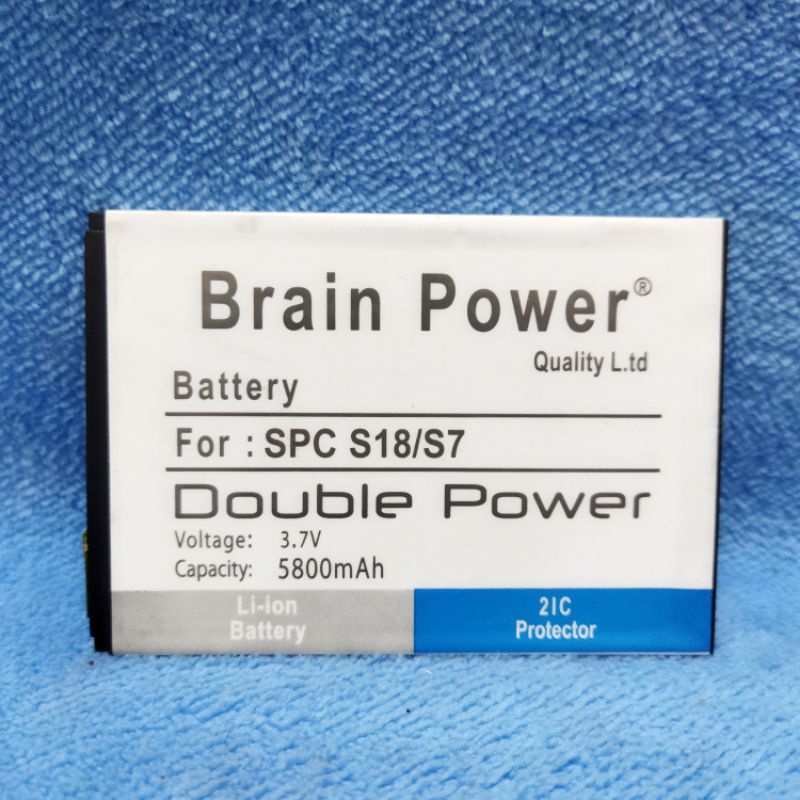 Brain Power®
Quality L.td
Battery
For : SPC S18/S7
Double Power
Voltage: 3.7V
Capacity: 5800mAh
Li-ion
Battery
2IC
Protector